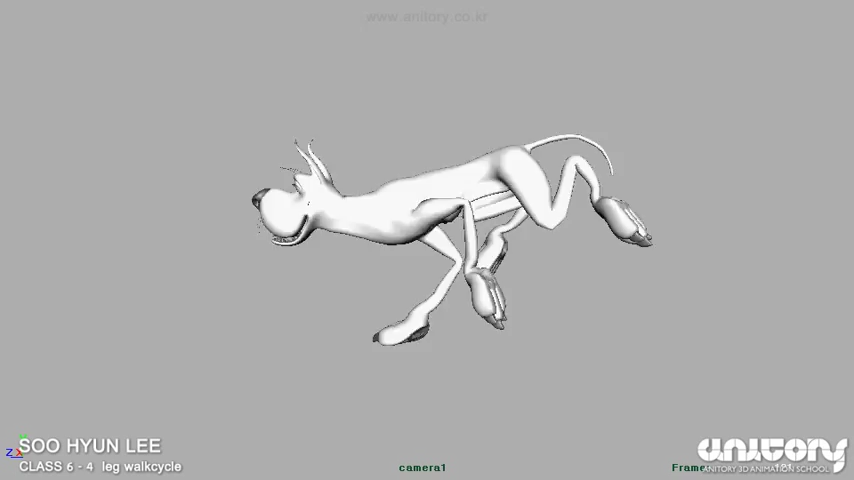 www.anitory.co.kr
SOO HYUN LEE
CLASS 6 - 4 leg walkcycle
camera1
Frame
anitory
ANITORY 3D ANIMATION SCHOOL